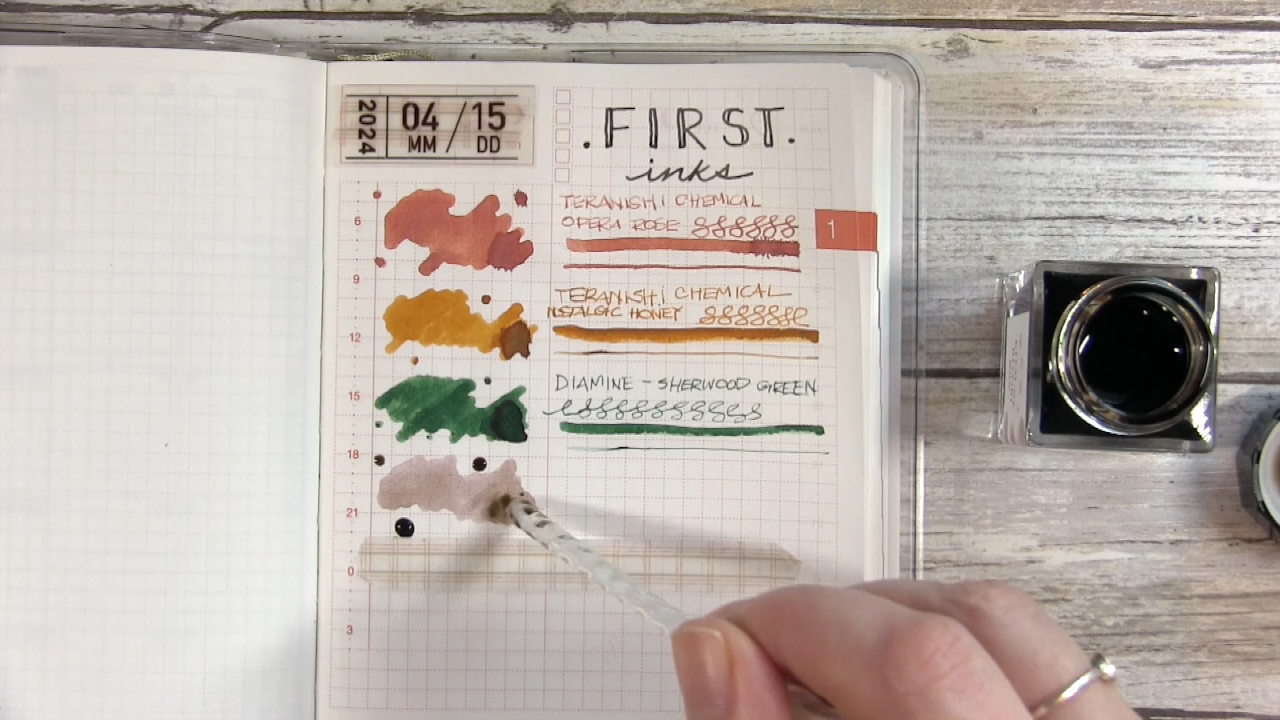 2024 04 / 15
MM DD
.FIRST.
inks
TERANISHI CHEMICAL
OPERA ROSE
1
TERANISHI CHEMICAL
NSTALGIC HONEY
DIAMINE - SHERWOOD GREEN
6
9
12
15
18
21
0
3